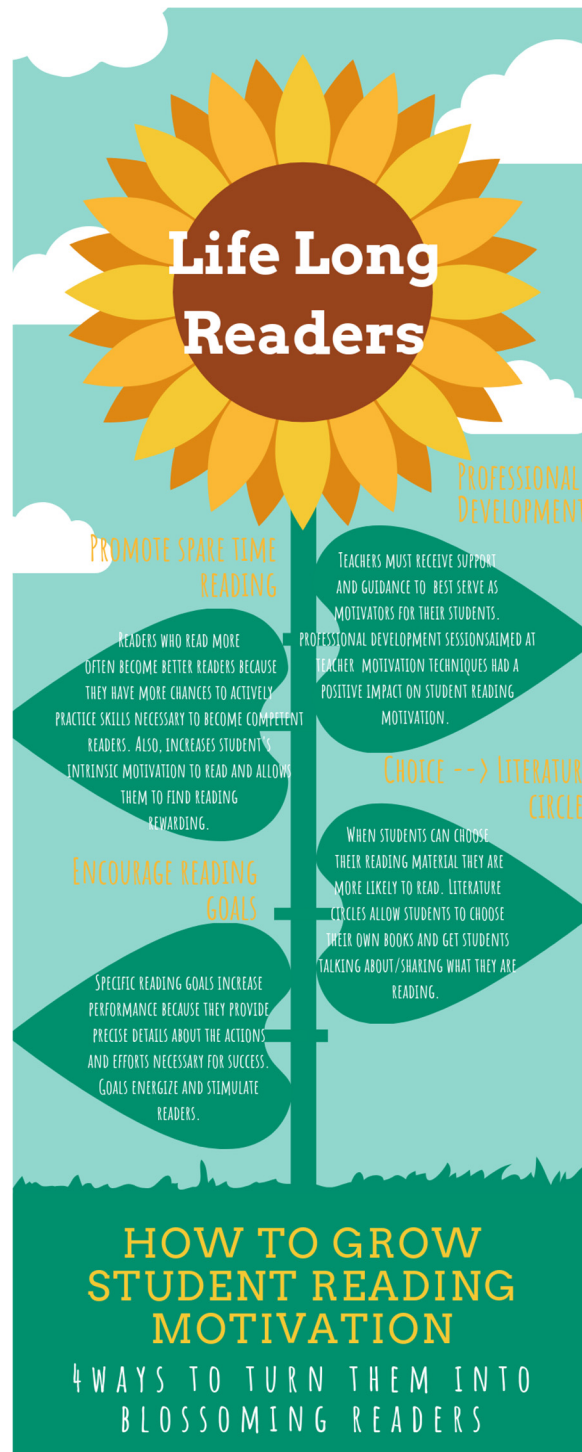 Life Long
Readers
PROFESSIONAL
DEVELOPMENT
TEACHERS MUST RECEIVE SUPPORT
AND GUIDANCE TO BEST SERVE AS
MOTIVATORS FOR THEIR STUDENTS.
PROFESSIONAL DEVELOPMENT SESSIONSAIMED AT
TEACHER MOTIVATION TECHNIQUES HAD A
POSITIVE IMPACT ON STUDENT READING
MOTIVATION.
PROMOTE SPARE TIME
READING
READERS WHO READ MORE
OFTEN BECOME BETTER READERS BECAUSE
THEY HAVE MORE CHANCES TO ACTIVELY
PRACTICE SKILLS NECESSARY TO BECOME COMPETENT
READERS. ALSO, INCREASES STUDENT'S
INTRINSIC MOTIVATION TO READ AND ALLOWS
THEM TO FIND READING
REWARDING.
CHOICE --> LITERATUR
CIRCLE
WHEN STUDENTS CAN CHOOSE
THEIR READING MATERIAL THEY ARE
MORE LIKELY TO READ. LITERATURE
CIRCLES ALLOW STUDENTS TO CHOOSE
THEIR OWN BOOKS AND GET STUDENTS
TALKING ABOUT/SHARING WHAT THEY ARE
READING.
ENCOURAGE READING
GOALS
SPECIFIC READING GOALS INCREASE
PERFORMANCE BECAUSE THEY PROVIDE
PRECISE DETAILS ABOUT THE ACTIONS
AND EFFORTS NECESSARY FOR SUCCESS.
GOALS ENERGIZE AND STIMULATE
READERS.
HOW TO GROW
STUDENT READING
MOTIVATION
4 WAYS TO TURN THEM INTO
BLOSSOMING READERS